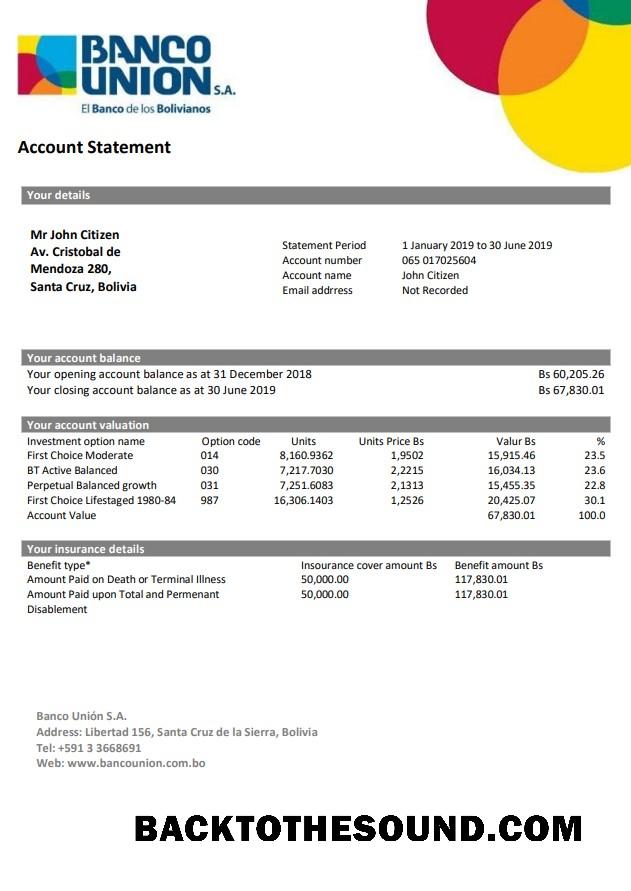 BANCO
UNION S.A.
El Banco de los Bolivianos
Account Statement
Your details
Mr John Citizen
Av. Cristobal de
Mendoza 280,
Santa Cruz, Bolivia
Statement Period 1 January 2019 to 30 June 2019
Account number 065 017025604
Account name John Citizen
Email adrress Not Recorded
Your account balance
Your opening account balance as at 31 December 2018 Bs 60,205.26
Your closing account balance as at 30 June 2019 Bs 67,830.01
Your account valuation
Investment option name Option code Units Units Price Bs Valur Bs %
First Choice Moderate 014 8,160.9362 1,9502 15,915.46 23.5
BT Active Balanced 030 7,217.7030 2,2215 16,034.13 23.6
Perpetual Balanced growth 031 7,251.6083 2,1313 15,455.35 22.8
First Choice Lifestaged 1980-84 987 16,306.1403 1,2526 20,425.07 30.1
Account Value 67,830.01 100.0
Your insurance details
Benefit type* Insourance cover amount Bs Benefit amount Bs
Amount Paid on Death or Terminal Illness 50,000.00 117,830.01
Amount Paid upon Total and Permenant 50,000.00 117,830.01
Disablement
Banco Unión S.A.
Address: Libertad 156, Santa Cruz de la Sierra, Bolivia
Tel: +591 3 3668691
Web: www.bancounion.com.bo
BACKTOTHESOUND.COM